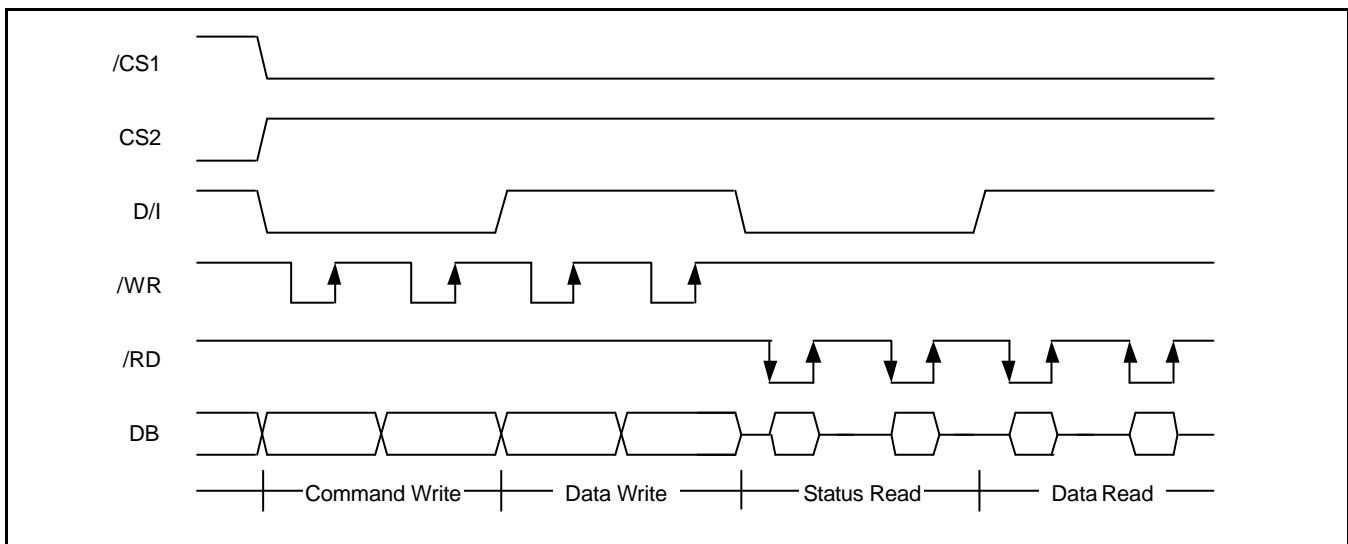 /CS1
CS2
D/I
/WR
/RD
DB
Command Write
Data Write
Status Read
Data Read